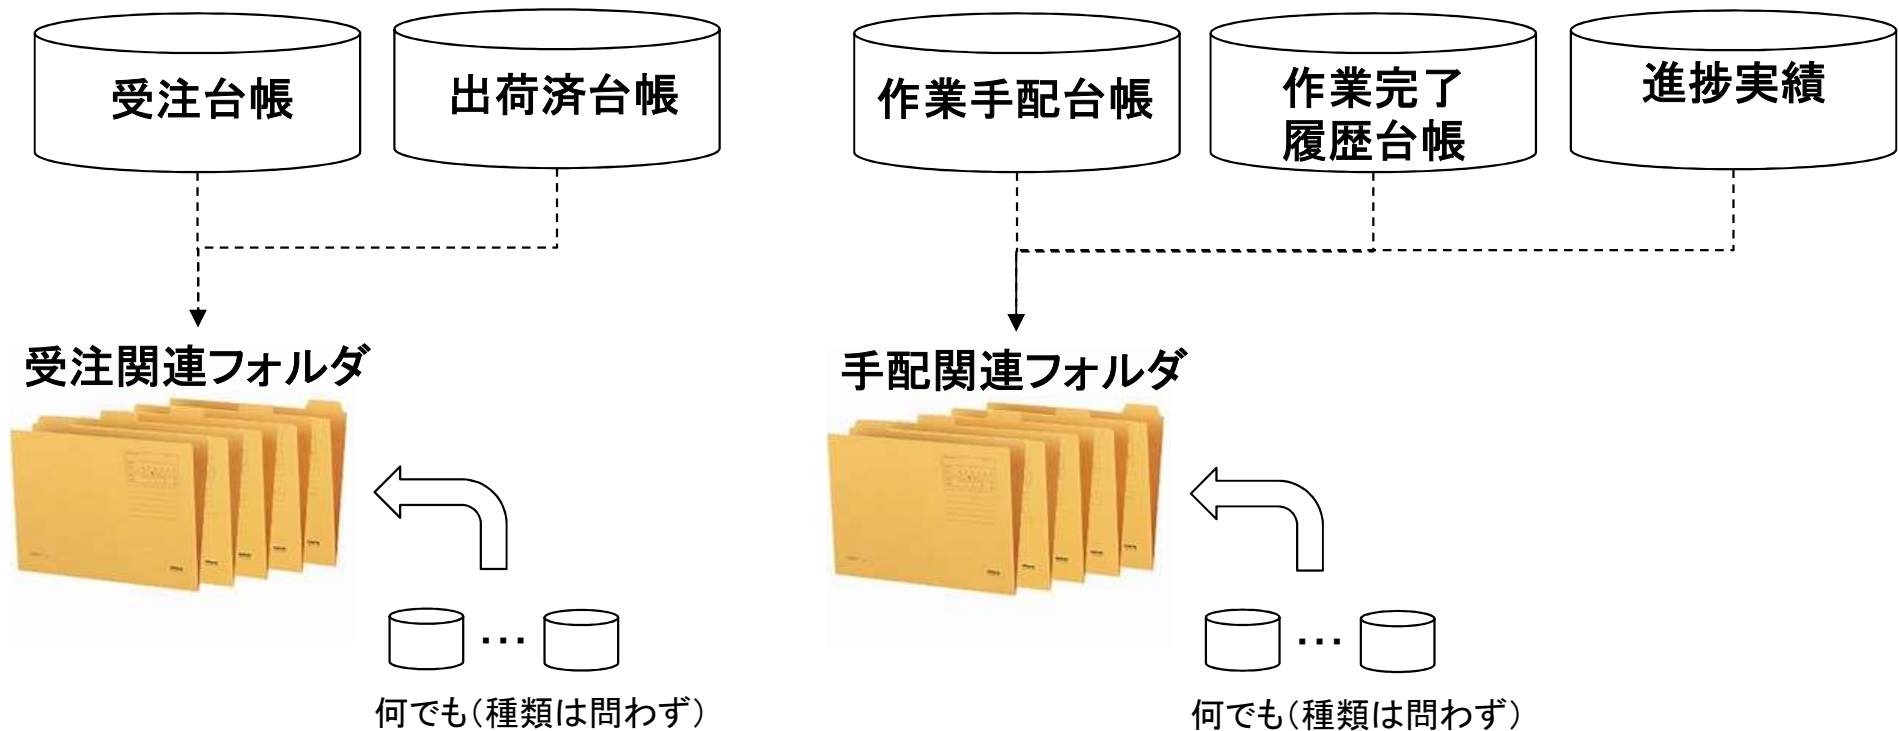 受注台帳
出荷済台帳
作業手配台帳
作業完了
履歴台帳
進捗実績
受注関連フォルダ
手配関連フォルダ
…
何でも（種類は問わず）
…
何でも（種類は問わず）